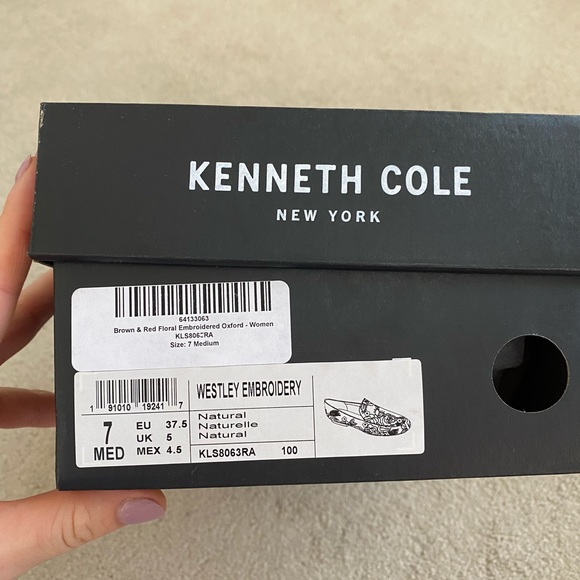 KENNETH COLE
NEW YORK
64133063
Brown & Red Floral Embroidered Oxford - Women
KLS8063RA
Size: 7 Medium
1 91010 19241 7
WESTLEY EMBROIDERY
7
MED
EU 37.5
UK 5
MEX 4.5
Natural
Naturelle
Natural
KLS8063RA 100